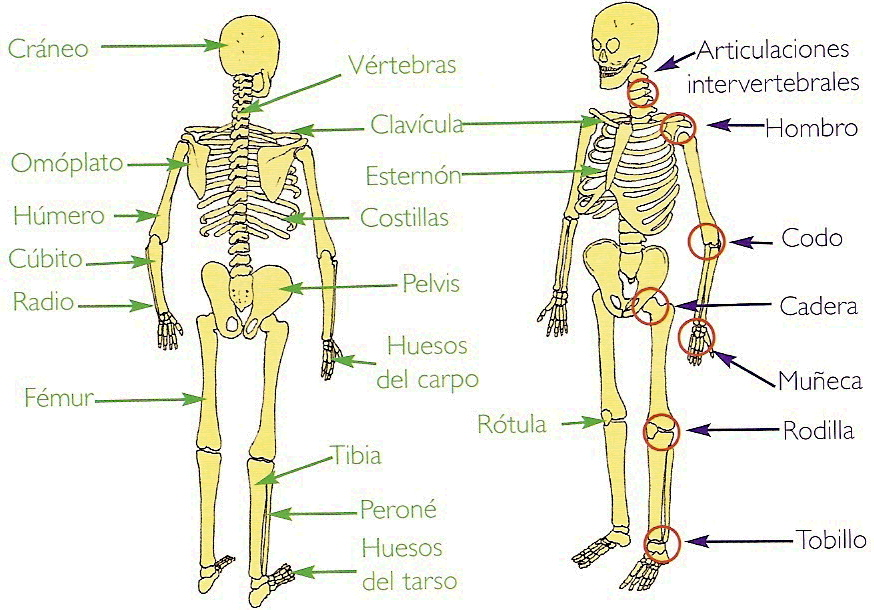 Cráneo
Vértebras
Clavícula
Omóplato
Esternón
Húmero
Costillas
Cúbito
Radio
Pelvis
Huesos
del carpo
Fémur
Rótula
Tibia
Peroné
Huesos
del tarso
Articulaciones
intervertebrales
Hombro
Codo
Cadera
Muñeca
Rodilla
Tobillo